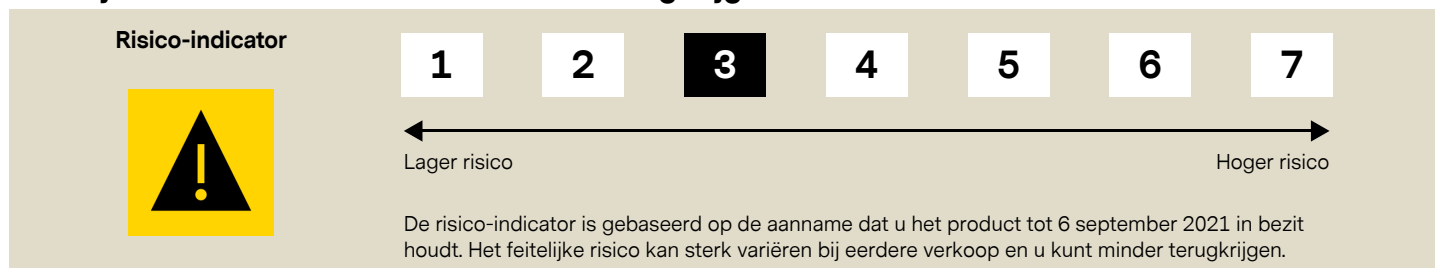 Risico-indicator
1 2 3 4 5 6 7
Lager risico Hoger risico
De risico-indicator is gebaseerd op de aanname dat u het product tot 6 september 2021 in bezit
houdt. Het feitelijke risico kan sterk variëren bij eerdere verkoop en u kunt minder terugkrijgen.